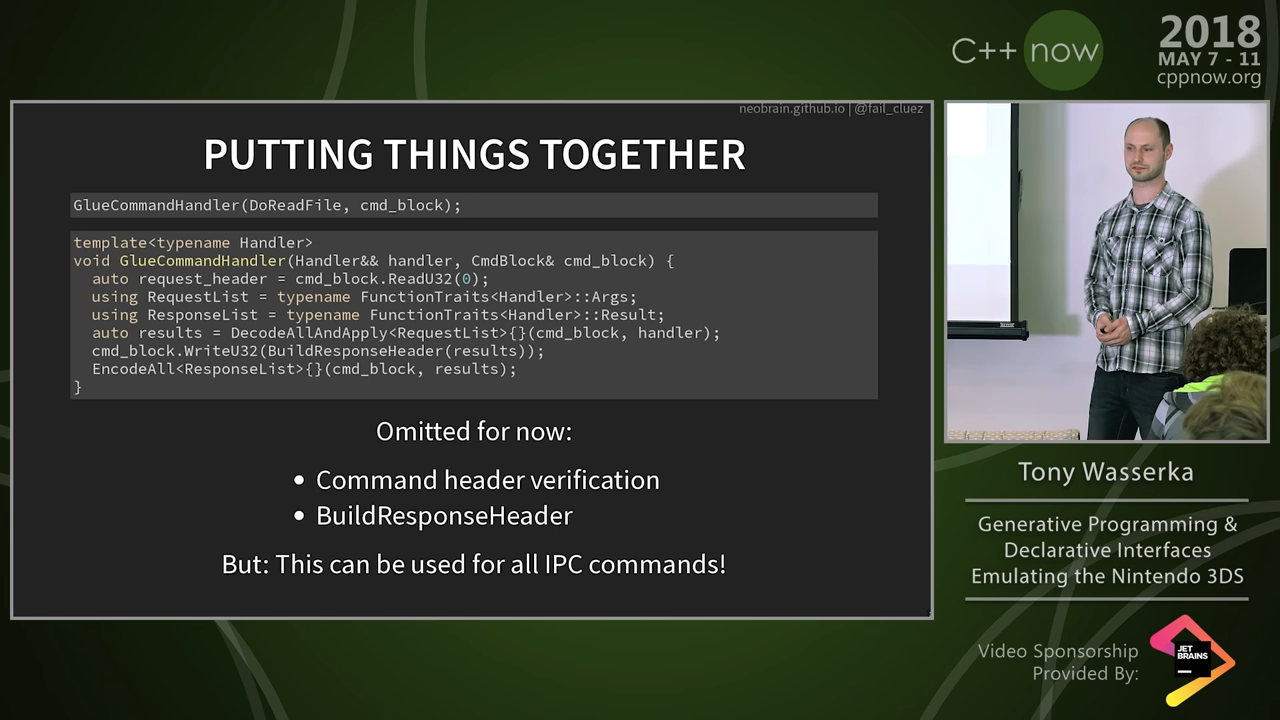 C++ now
2018
MAY 7 - 11
cppnow.org
neobrain.github.io | @fail_cluez
PUTTING THINGS TOGETHER
GlueCommandHandler(DoReadFile, cmd_block);
template<typename Handler>
void GlueCommandHandler(Handler&& handler, CmdBlock& cmd_block) {
  auto request_header = cmd_block.ReadU32(0);
  using RequestList = typename FunctionTraits<Handler>::Args;
  using ResponseList = typename FunctionTraits<Handler>::Result;
  auto results = DecodeAllAndApply<RequestList>{}(cmd_block, handler);
  cmd_block.WriteU32(BuildResponseHeader(results));
  EncodeAll<ResponseList>{}(cmd_block, results);
}
Omitted for now:
• Command header verification
• BuildResponseHeader
But: This can be used for all IPC commands!
Tony Wasserka
Generative Programming &
Declarative Interfaces
Emulating the Nintendo 3DS
Video Sponsorship
Provided By:
JET
BRAINS